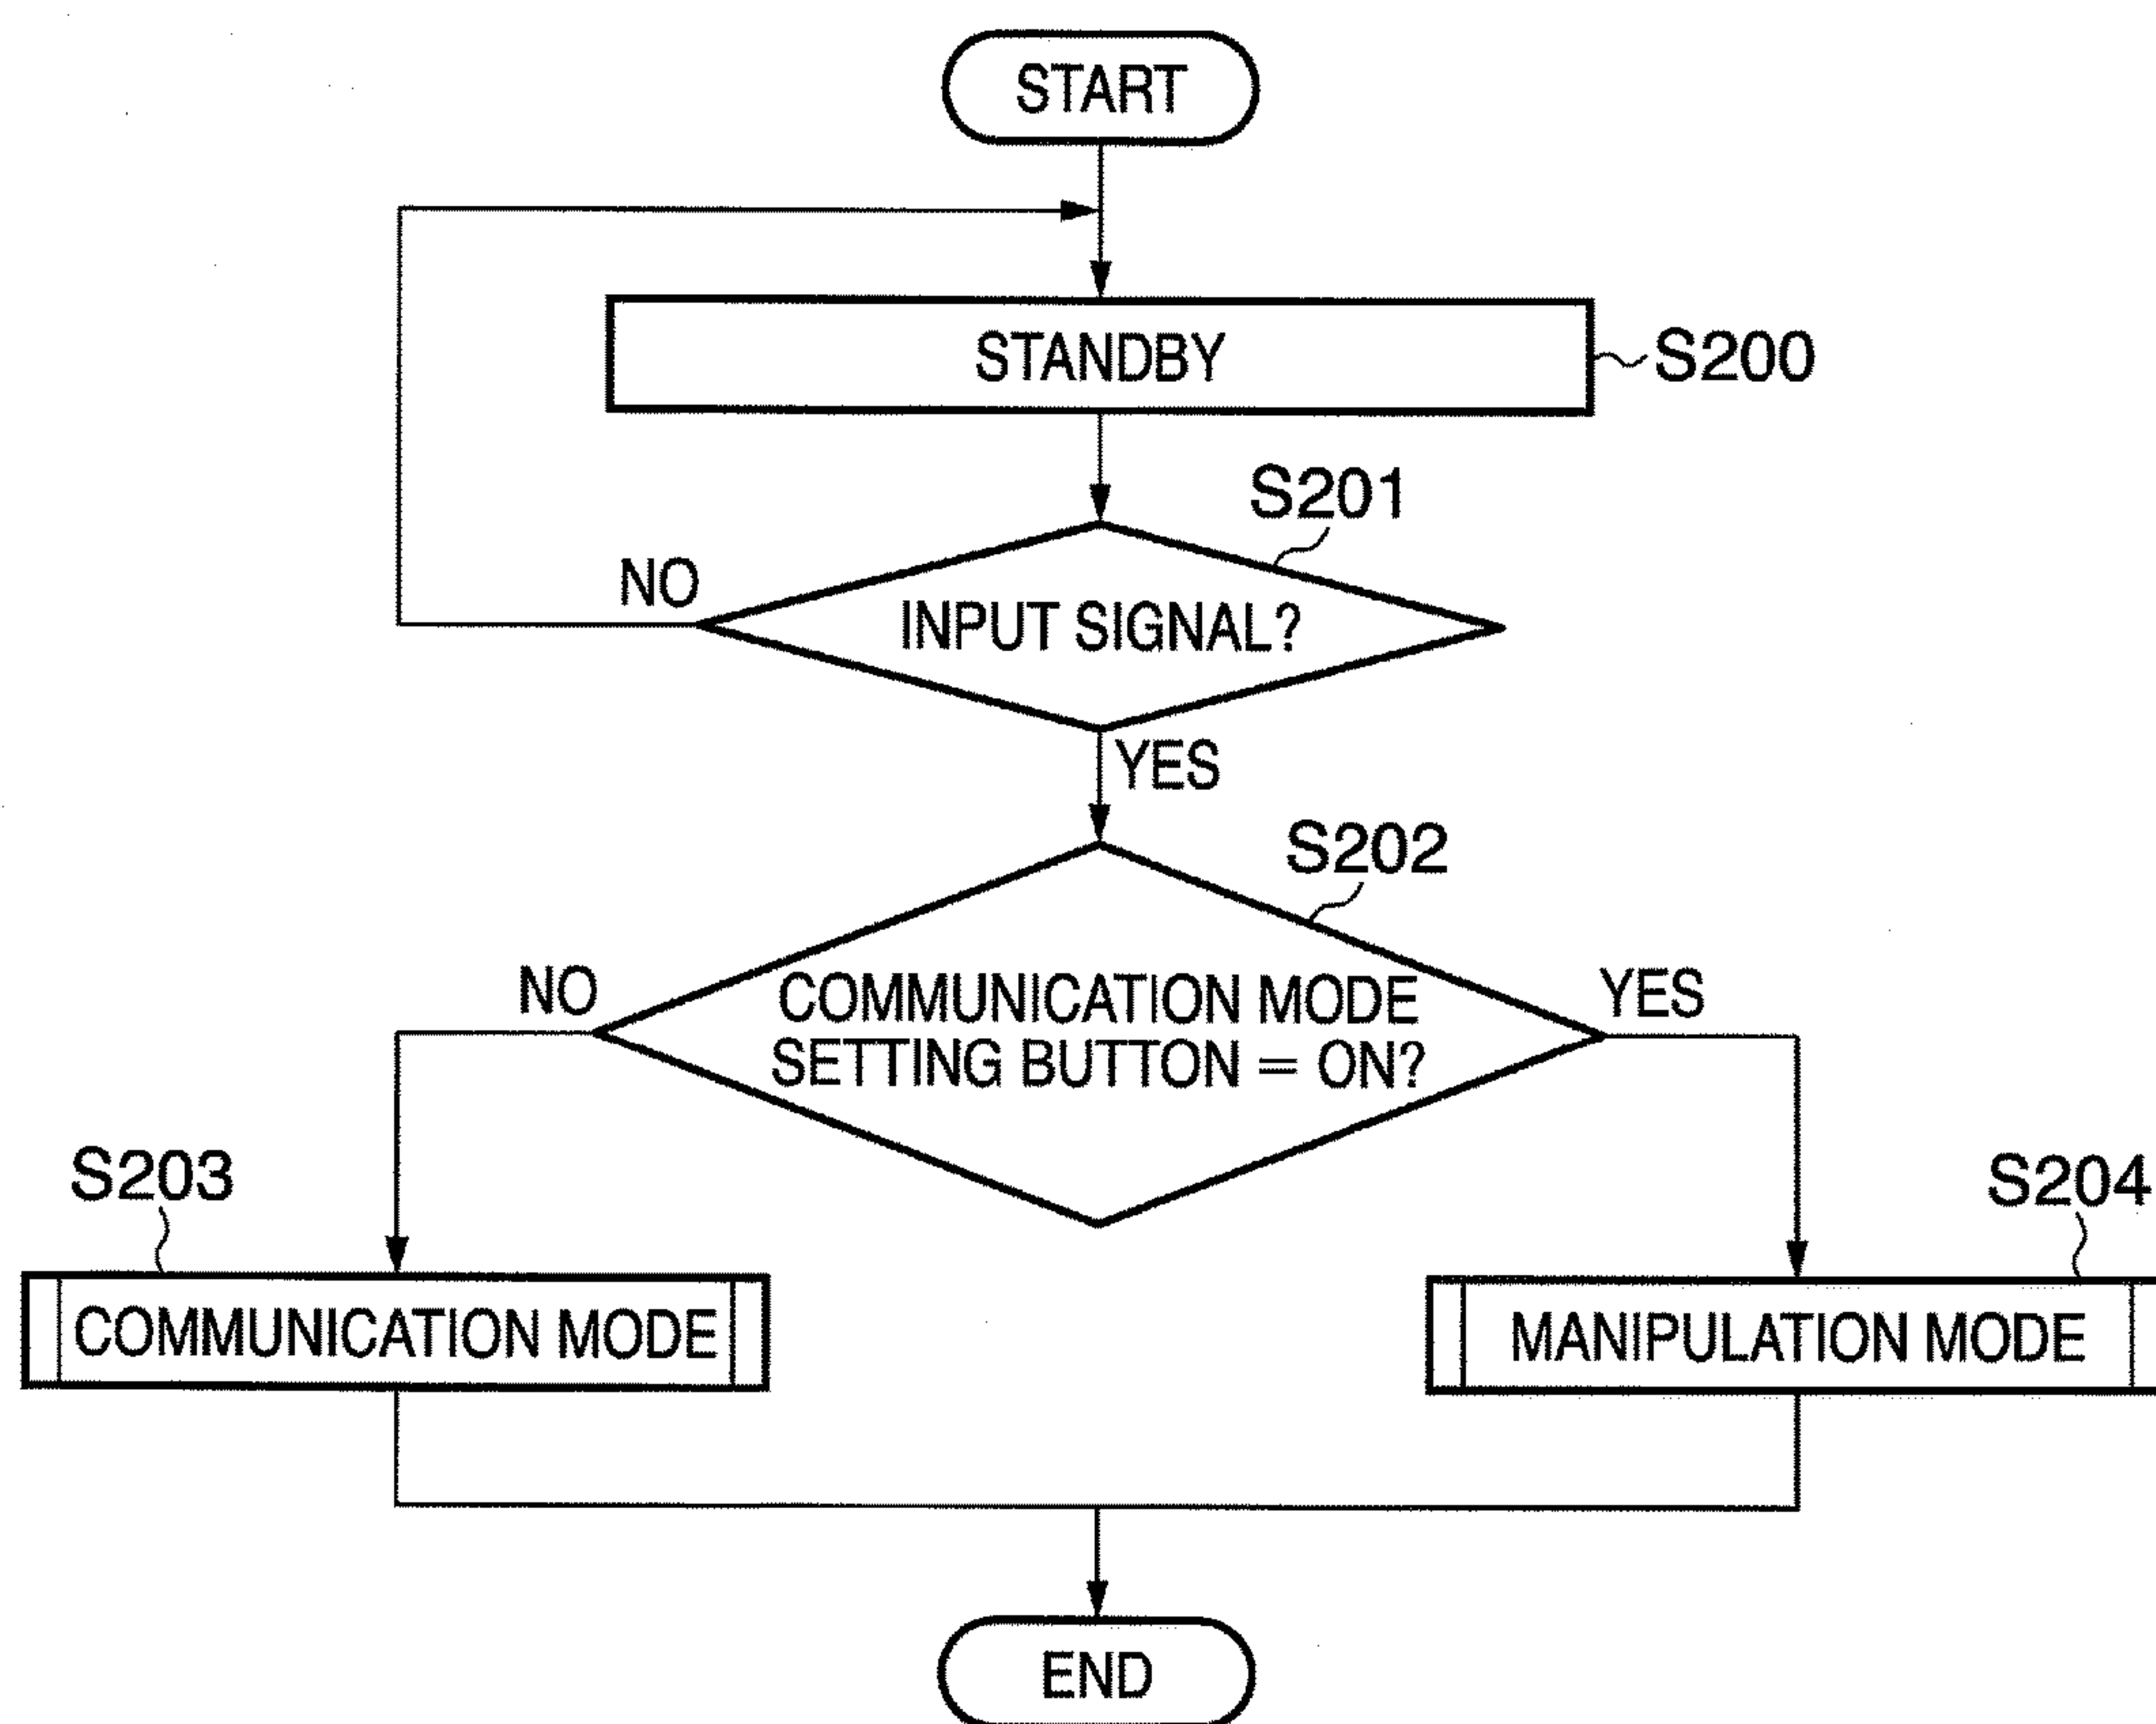 START
STANDBY
S200
S201
NO
INPUT SIGNAL?
YES
S202
NO
COMMUNICATION MODE
SETTING BUTTON = ON?
YES
S203
S204
COMMUNICATION MODE
MANIPULATION MODE
END